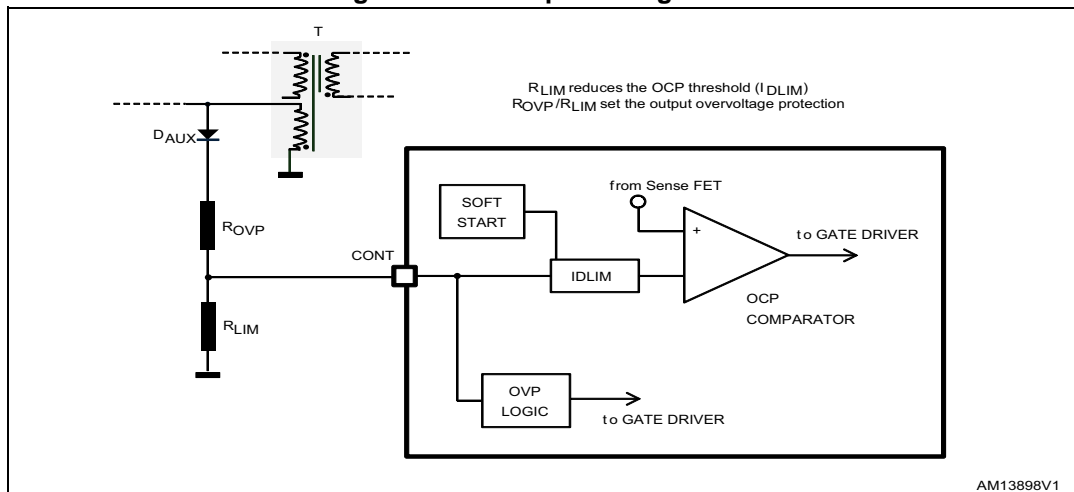 T
RLIM reduces the OCP threshold (IDLIM)
ROVP/RLIM set the output overvoltage protection
DAUX
from Sense FET
SOFT
START
+
to GATE DRIVER
ROVP
CONT
IDLIM
OCP
COMPARATOR
RLIM
OVP
LOGIC
to GATE DRIVER
AM13898V1